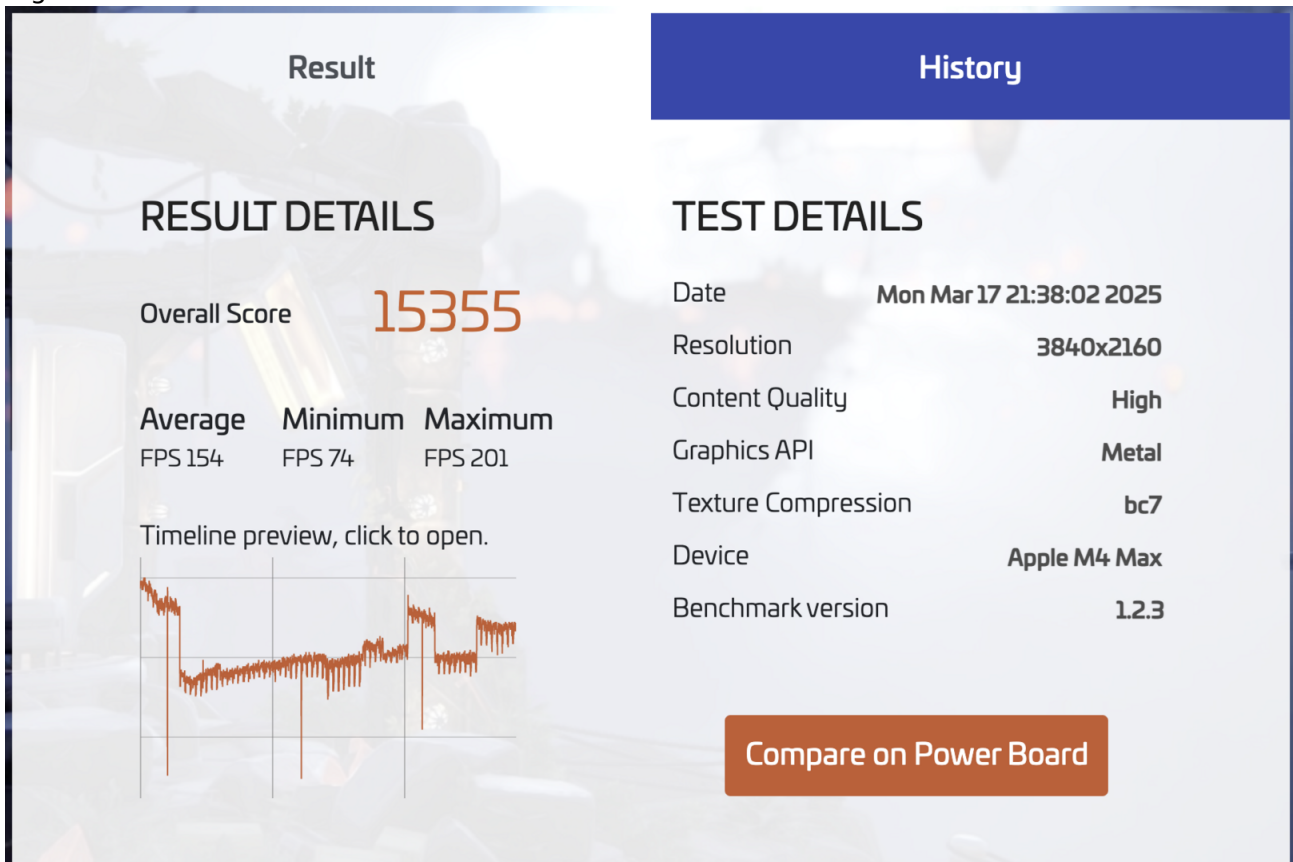 Result
History
RESULT DETAILS
Overall Score 15355
Average Minimum Maximum
FPS 154 FPS 74 FPS 201
Timeline preview, click to open.
TEST DETAILS
Date Mon Mar 17 21:38:02 2025
Resolution 3840x2160
Content Quality High
Graphics API Metal
Texture Compression bc7
Device Apple M4 Max
Benchmark version 1.2.3
Compare on Power Board